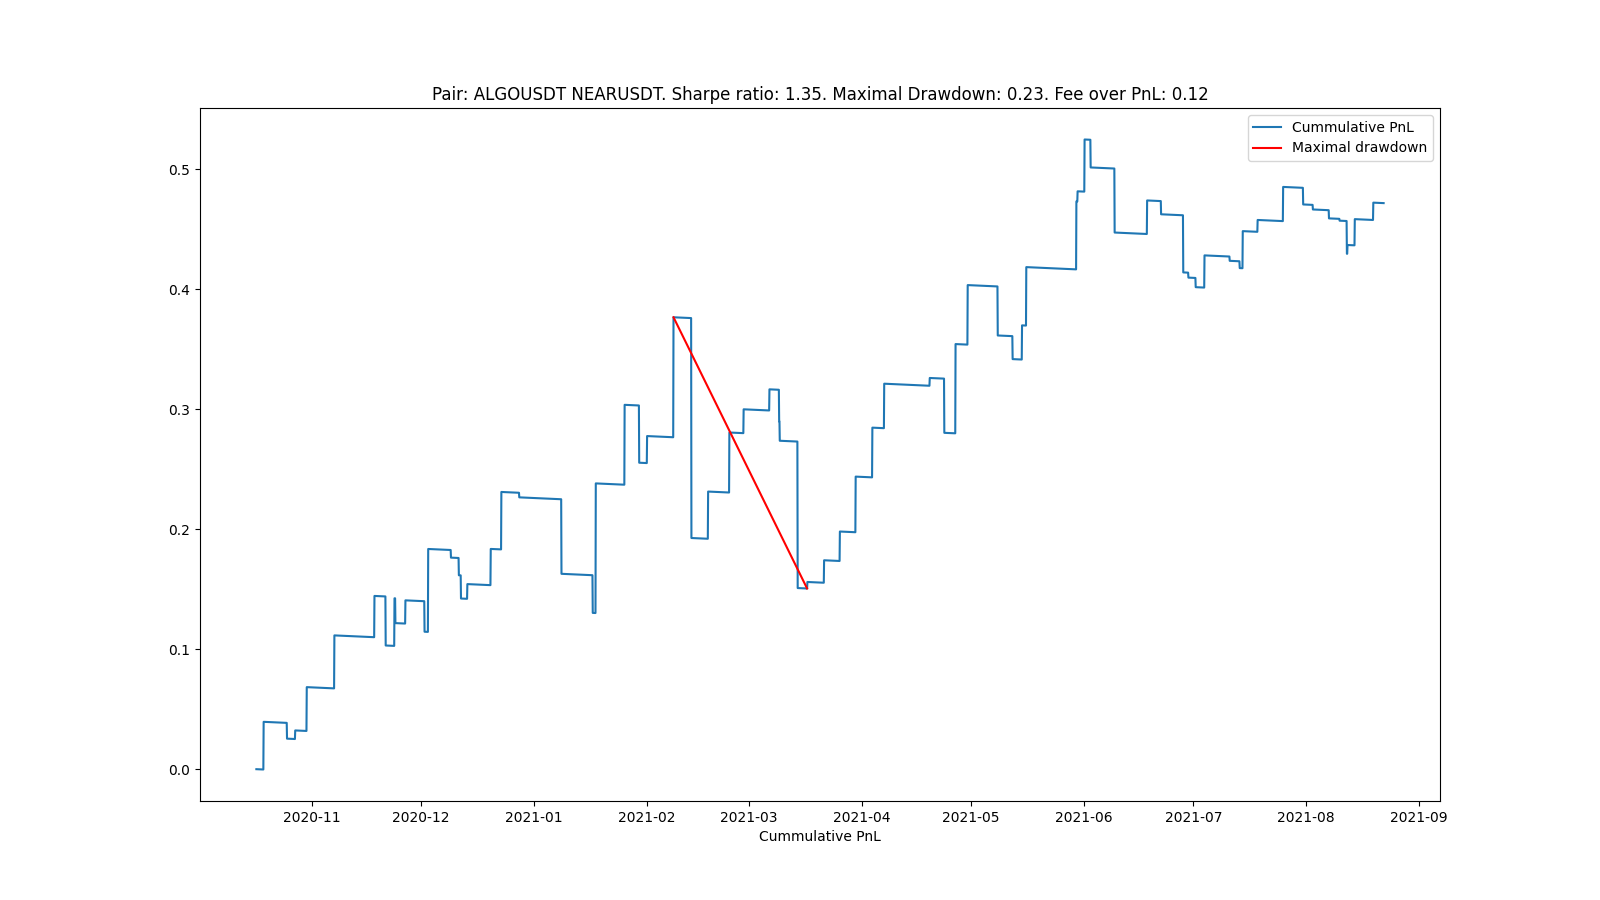 Pair: ALGOUSDT NEARUSDT. Sharpe ratio: 1.35. Maximal Drawdown: 0.23. Fee over PnL: 0.12
Cummulative PnL
Maximal drawdown
0.5
0.4
0.3
0.2
0.1
0.0
2020-11 2020-12 2021-01 2021-02 2021-03 2021-04 2021-05 2021-06 2021-07 2021-08 2021-09
Cummulative PnL